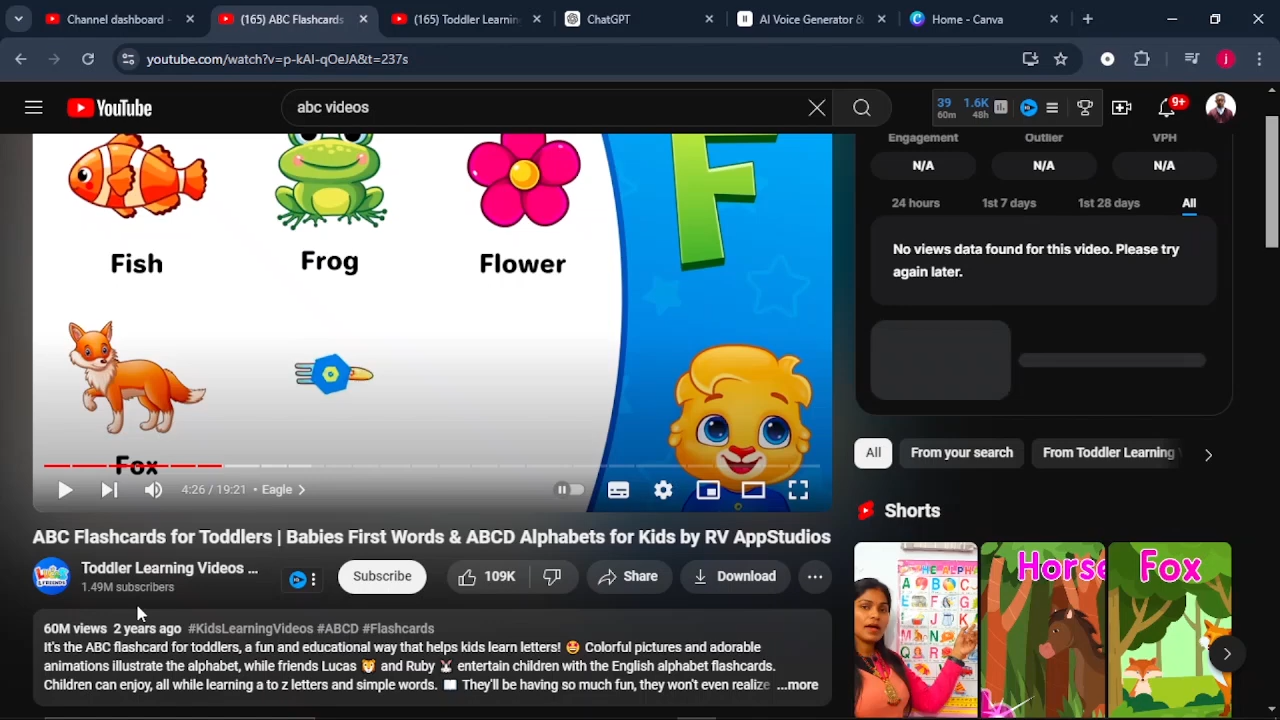 Channel dashboard -
(165) ABC Flashcards
(165) Toddler Learnin
ChatGPT
AI Voice Generator &
Home - Canva
youtube.com/watch?v=p-kAI-qOeJA&t=237s
j
YouTube
abc videos
39
60m
1.6K
48h
9+
Engagement
Outlier
VPH
N/A
N/A
N/A
24 hours
1st 7 days
1st 28 days
All
No views data found for this video. Please try
again later.
F
Fish
Frog
Flower
Fox
4:26 / 19:21 • Eagle
All
From your search
From Toddler Learning
Shorts
ABC Flashcards for Toddlers | Babies First Words & ABCD Alphabets for Kids by RV AppStudios
Toddler Learning Videos ...
1.49M subscribers
Subscribe
109K
Share
Download
60M views 2 years ago #KidsLearningVideos #ABCD #Flashcards
It's the ABC flashcard for toddlers, a fun and educational way that helps kids learn letters! 🤩 Colorful pictures and adorable
animations illustrate the alphabet, while friends Lucas 🦁 and Ruby 🐰 entertain children with the English alphabet flashcards.
Children can enjoy, all while learning a to z letters and simple words. 📖 They'll be having so much fun, they won't even realize ...more
Horse
Fox